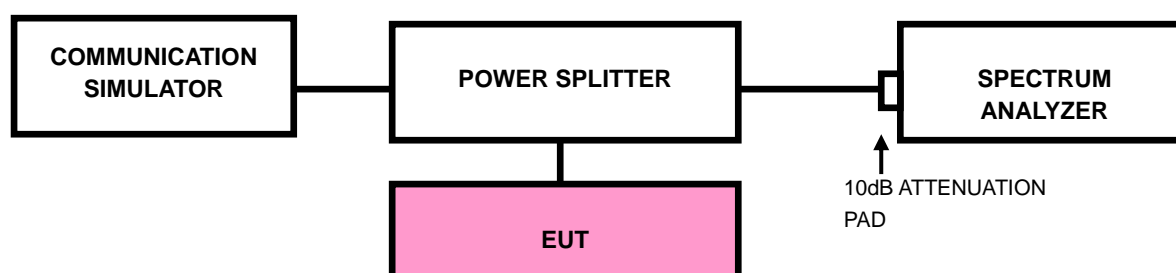 COMMUNICATION
SIMULATOR
POWER SPLITTER
SPECTRUM
ANALYZER
10dB ATTENUATION
PAD
EUT